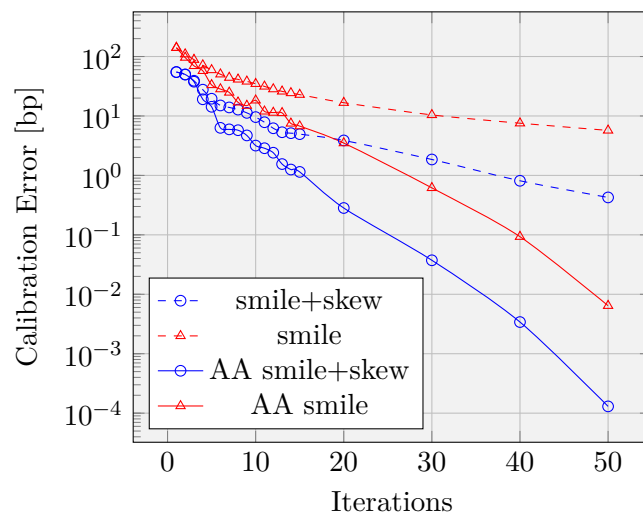 10^2
10^1
10^0
10^−1
10^−2
10^−3
10^−4
Calibration Error [bp]
smile+skew
smile
AA smile+skew
AA smile
0 10 20 30 40 50
Iterations